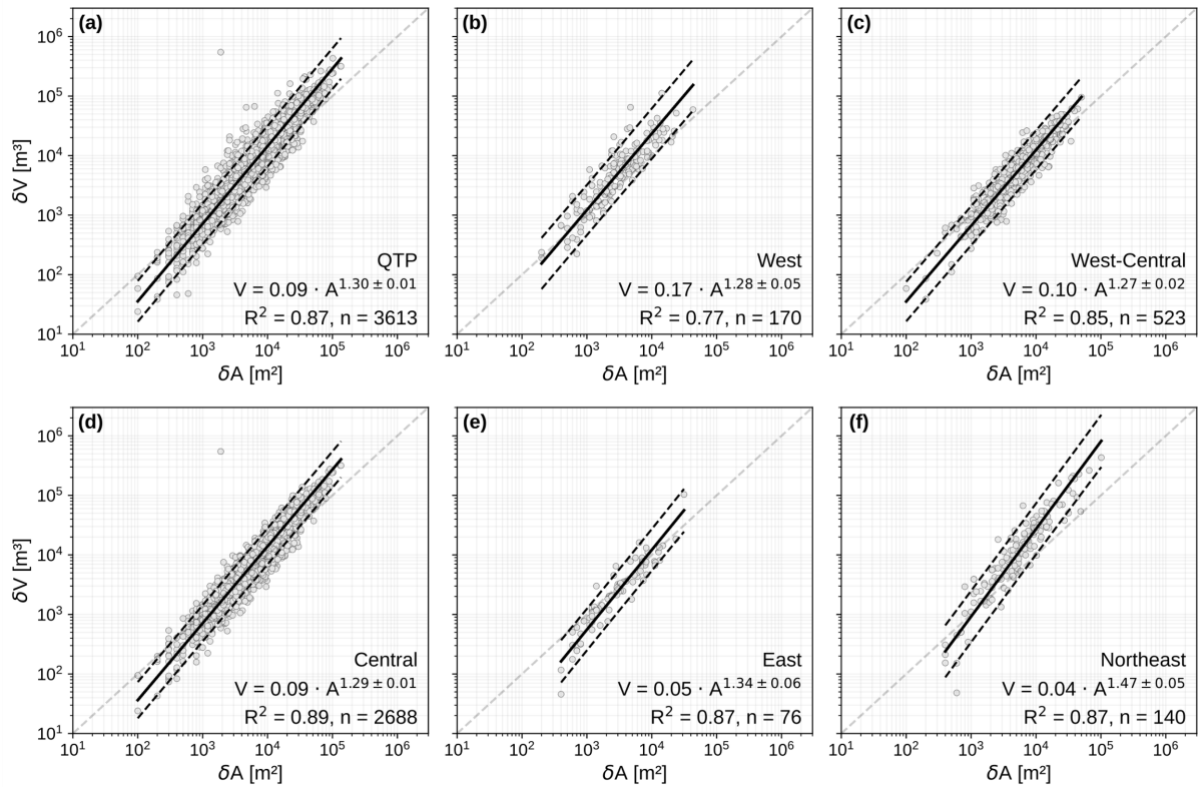 (a)
10⁶
10⁵
10⁴
10³
10²
10¹
δV [m³]
QTP
V = 0.09 · A^1.30 ± 0.01
R² = 0.87, n = 3613
10¹ 10² 10³ 10⁴ 10⁵ 10⁶
δA [m²]
(b)
West
V = 0.17 · A^1.28 ± 0.05
R² = 0.77, n = 170
10¹ 10² 10³ 10⁴ 10⁵ 10⁶
δA [m²]
(c)
West-Central
V = 0.10 · A^1.27 ± 0.02
R² = 0.85, n = 523
10¹ 10² 10³ 10⁴ 10⁵ 10⁶
δA [m²]
(d)
10⁶
10⁵
10⁴
10³
10²
10¹
δV [m³]
Central
V = 0.09 · A^1.29 ± 0.01
R² = 0.89, n = 2688
10¹ 10² 10³ 10⁴ 10⁵ 10⁶
δA [m²]
(e)
East
V = 0.05 · A^1.34 ± 0.06
R² = 0.87, n = 76
10¹ 10² 10³ 10⁴ 10⁵ 10⁶
δA [m²]
(f)
Northeast
V = 0.04 · A^1.47 ± 0.05
R² = 0.87, n = 140
10¹ 10² 10³ 10⁴ 10⁵ 10⁶
δA [m²]